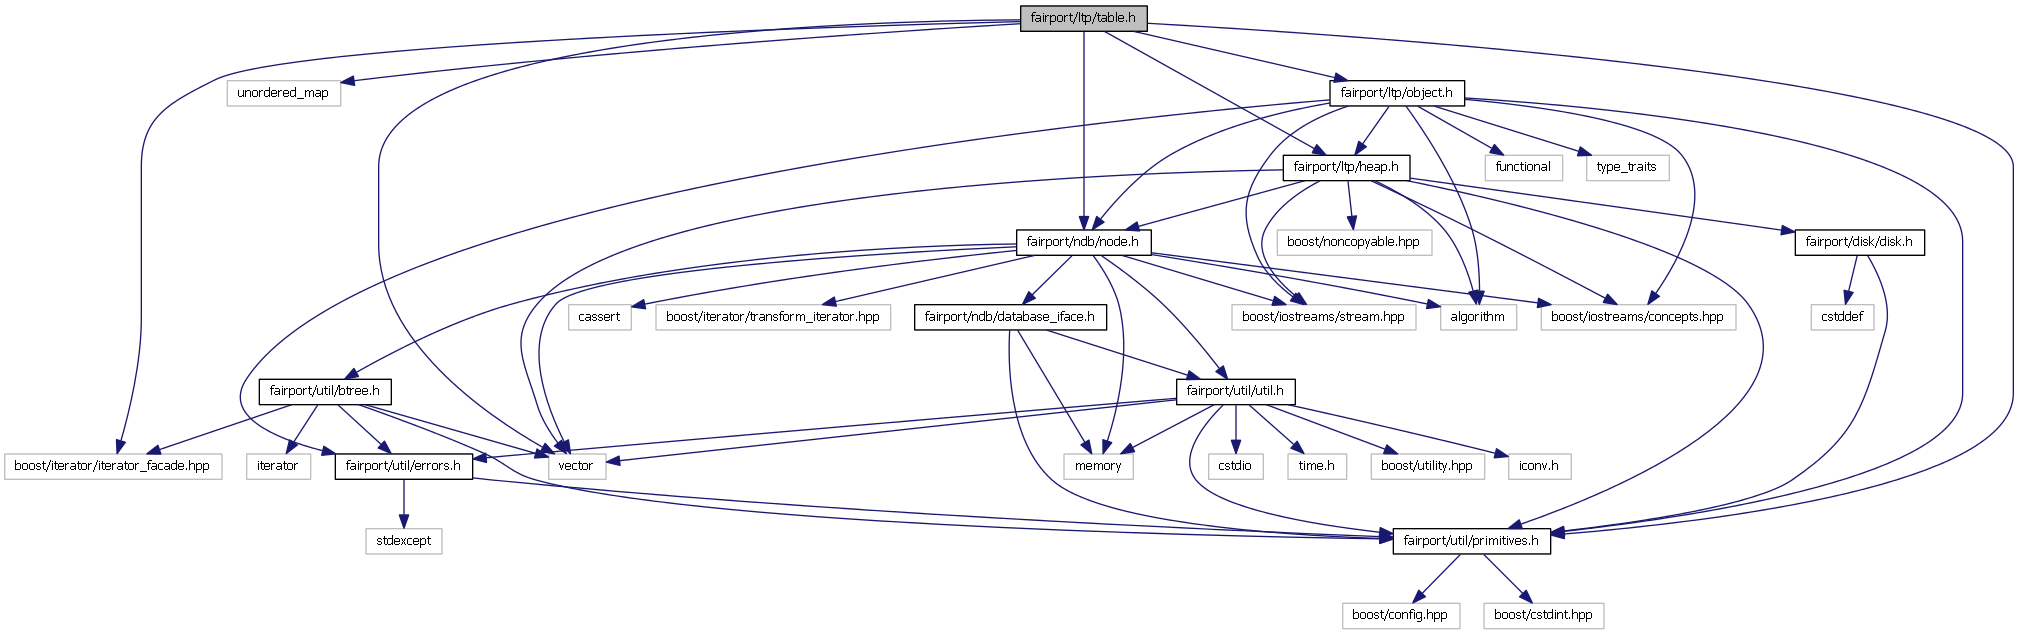 fairport/ltp/table.h
unordered_map
fairport/ltp/object.h
fairport/ltp/heap.h
functional
type_traits
fairport/ndb/node.h
boost/noncopyable.hpp
fairport/disk/disk.h
cassert
boost/iterator/transform_iterator.hpp
fairport/ndb/database_iface.h
boost/iostreams/stream.hpp
algorithm
boost/iostreams/concepts.hpp
cstddef
fairport/util/btree.h
fairport/util/util.h
boost/iterator/iterator_facade.hpp
iterator
fairport/util/errors.h
vector
memory
cstdio
time.h
boost/utility.hpp
iconv.h
stdexcept
fairport/util/primitives.h
boost/config.hpp
boost/cstdint.hpp